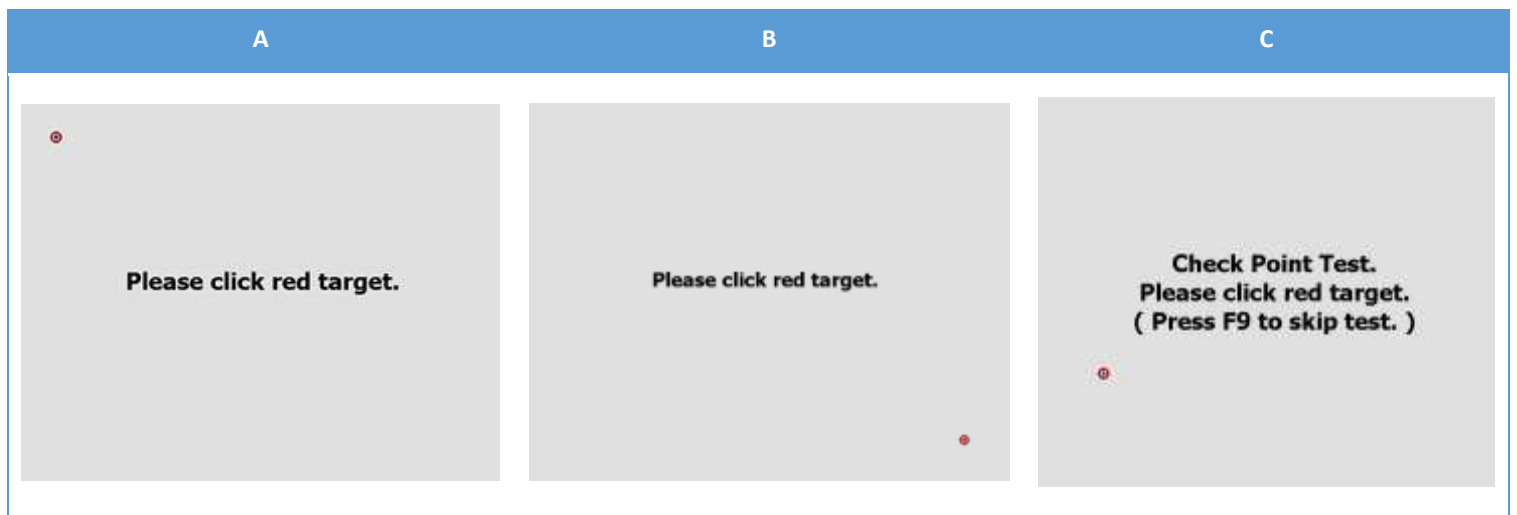 A
B
C
Please click red target.
Please click red target.
Check Point Test.
Please click red target.
( Press F9 to skip test. )